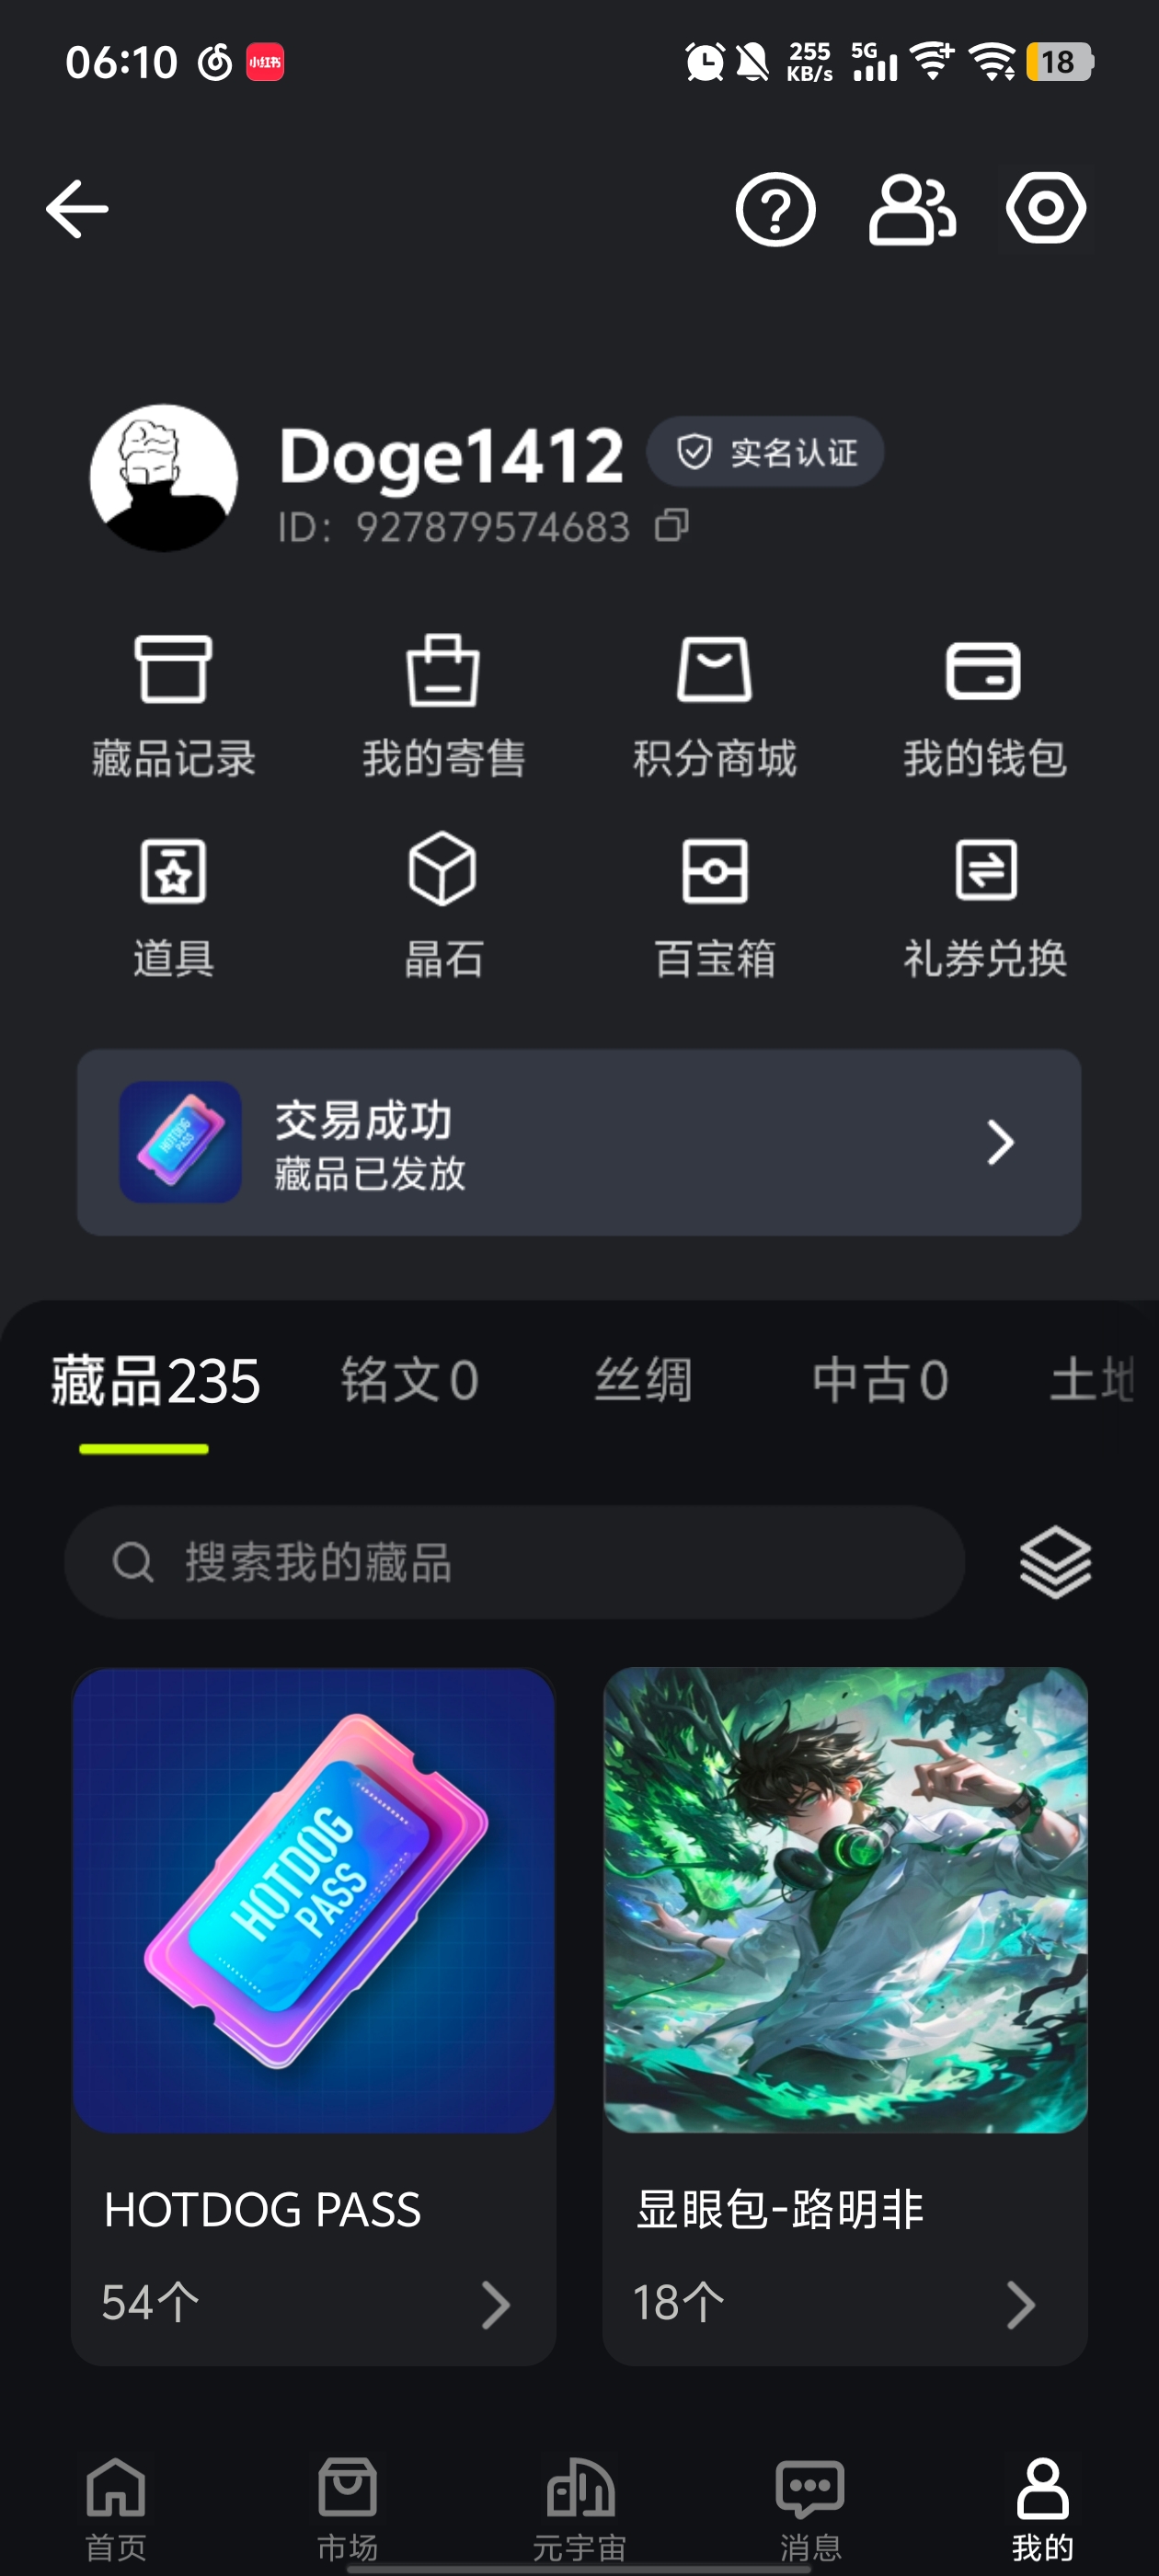 06:10 小红书 255 KB/s 5G 18
Doge1412 实名认证
ID: 927879574683
藏品记录 我的寄售 积分商城 我的钱包
道具 晶石 百宝箱 礼券兑换
HOTDOG PASS
交易成功
藏品已发放
藏品235 铭文0 丝绸 中古0 土地
搜索我的藏品
HOTDOG
PASS
HOTDOG PASS 显眼包-路明非
54个 18个
首页 市场 元宇宙 消息 我的